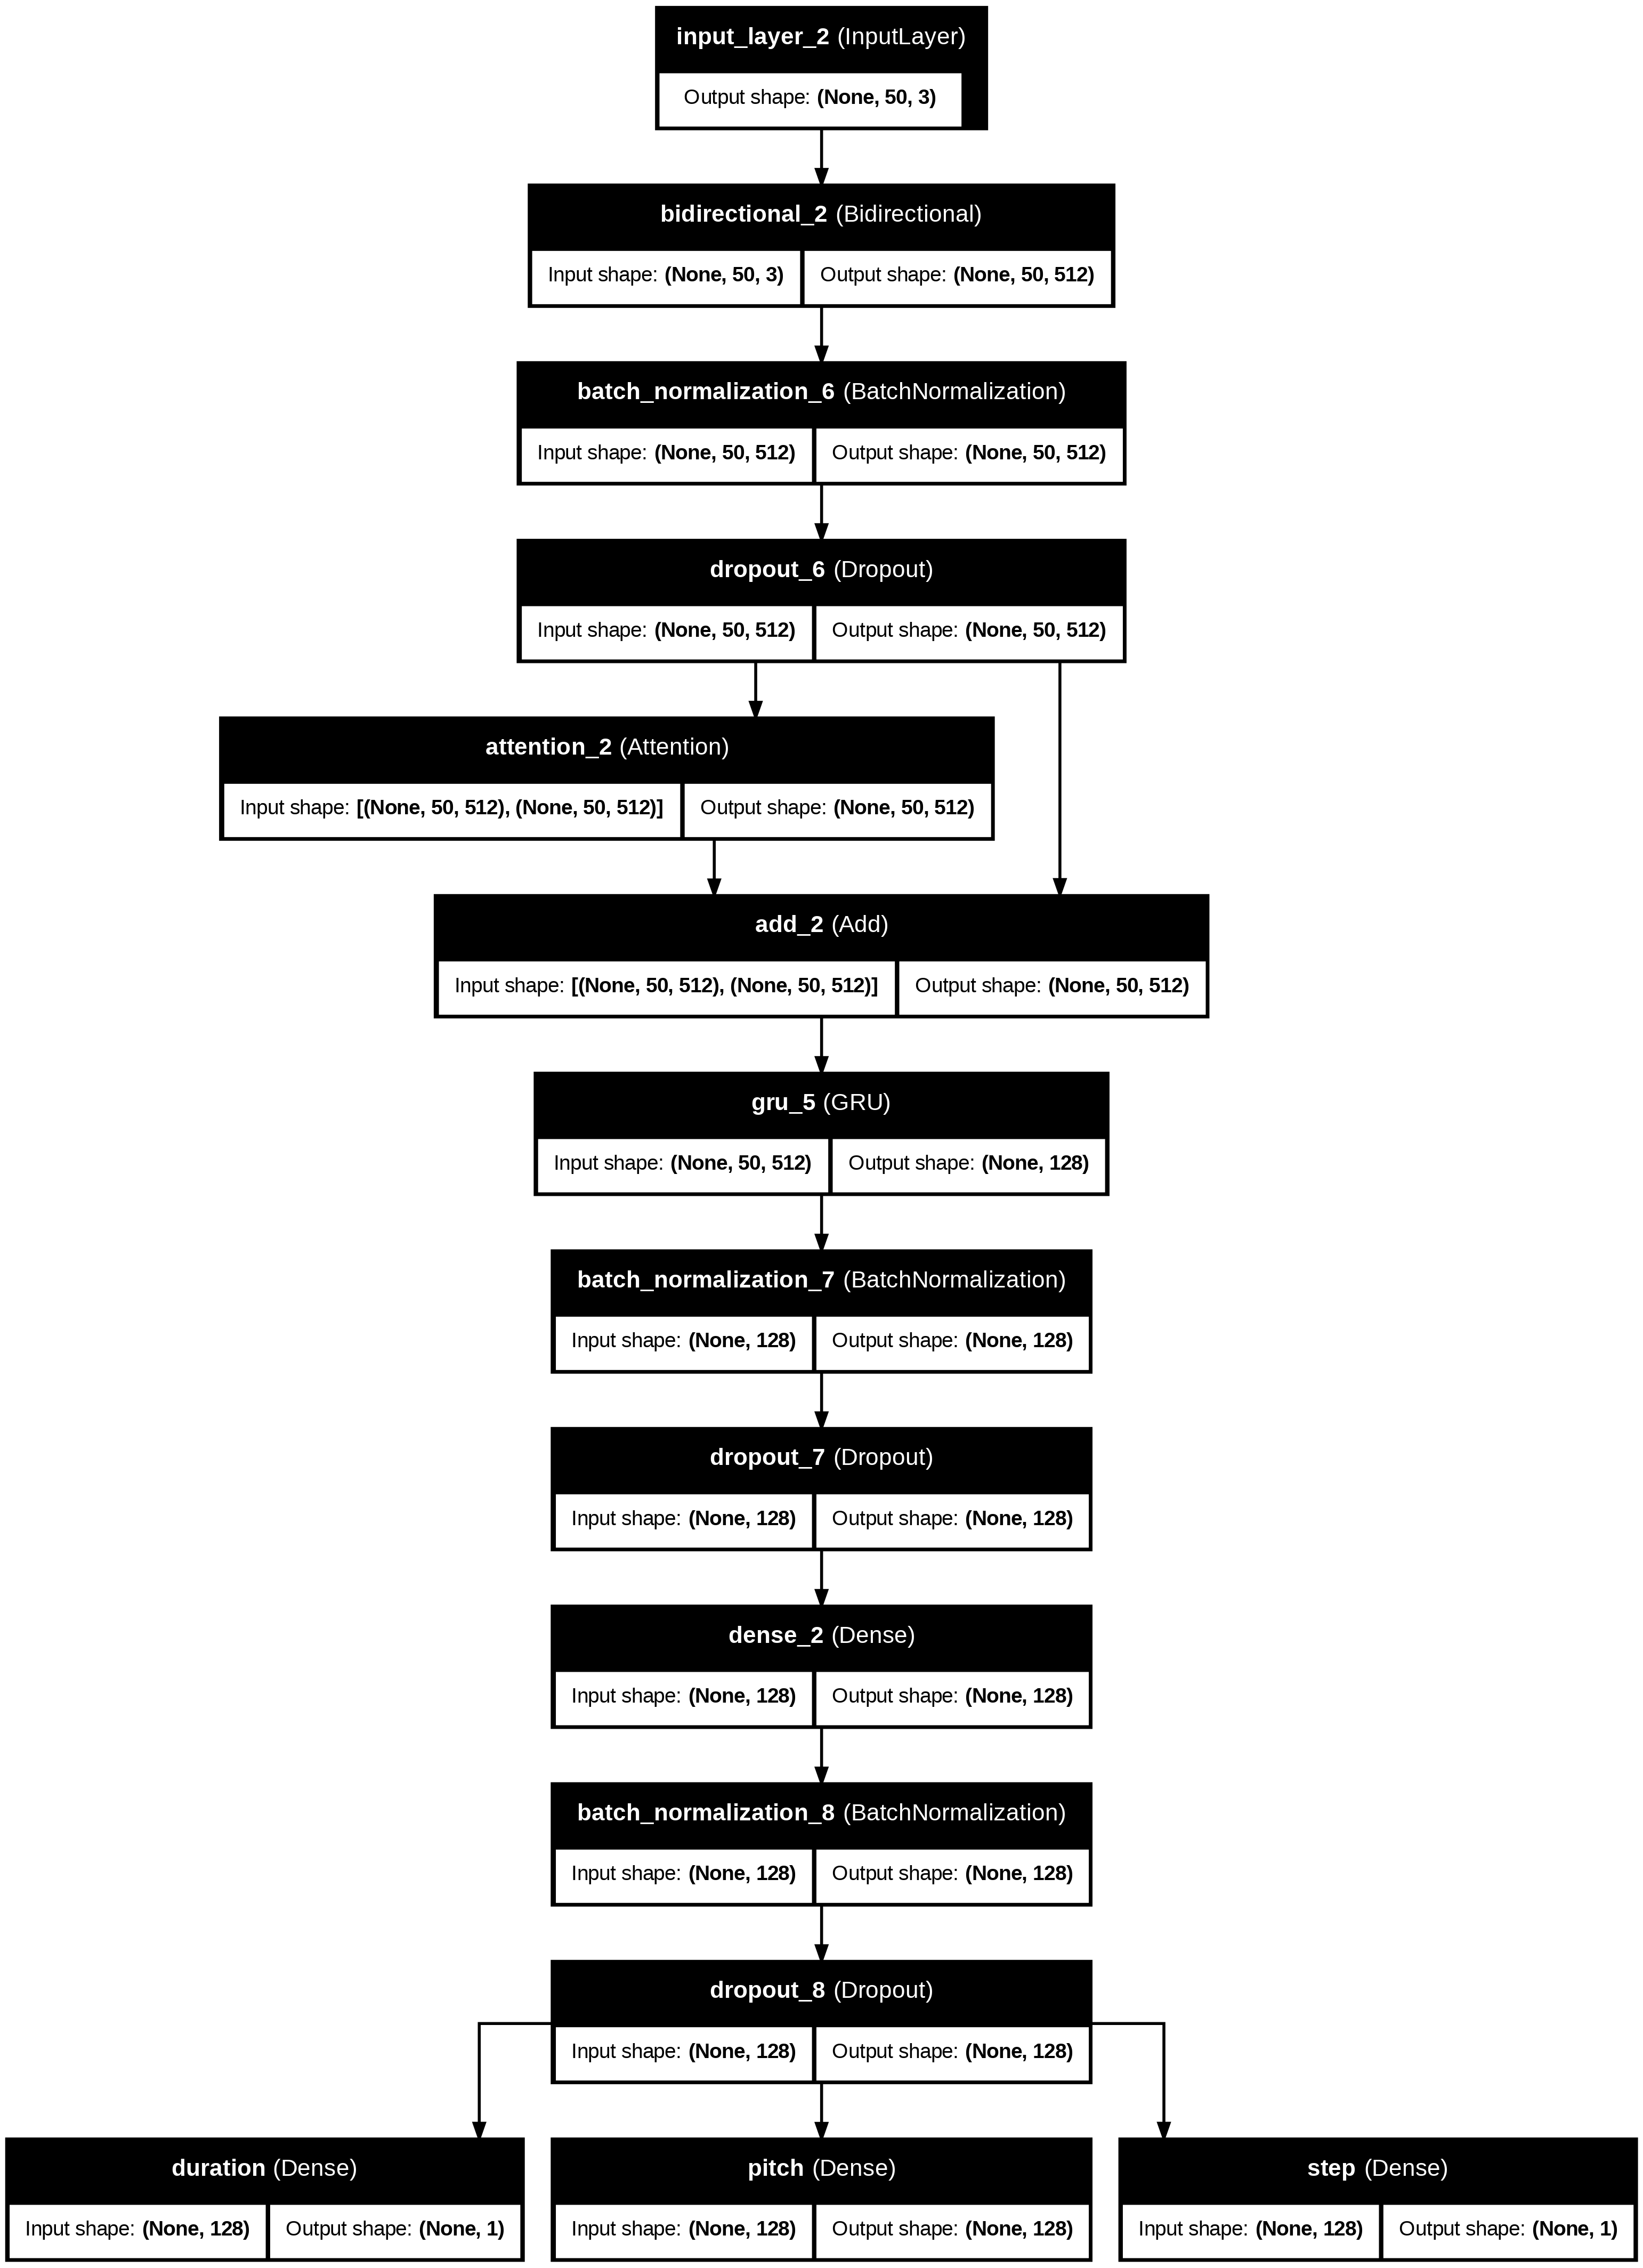 input_layer_2 (InputLayer)
Output shape: (None, 50, 3)
bidirectional_2 (Bidirectional)
Input shape: (None, 50, 3) Output shape: (None, 50, 512)
batch_normalization_6 (BatchNormalization)
Input shape: (None, 50, 512) Output shape: (None, 50, 512)
dropout_6 (Dropout)
Input shape: (None, 50, 512) Output shape: (None, 50, 512)
attention_2 (Attention)
Input shape: [(None, 50, 512), (None, 50, 512)] Output shape: (None, 50, 512)
add_2 (Add)
Input shape: [(None, 50, 512), (None, 50, 512)] Output shape: (None, 50, 512)
gru_5 (GRU)
Input shape: (None, 50, 512) Output shape: (None, 128)
batch_normalization_7 (BatchNormalization)
Input shape: (None, 128) Output shape: (None, 128)
dropout_7 (Dropout)
Input shape: (None, 128) Output shape: (None, 128)
dense_2 (Dense)
Input shape: (None, 128) Output shape: (None, 128)
batch_normalization_8 (BatchNormalization)
Input shape: (None, 128) Output shape: (None, 128)
dropout_8 (Dropout)
Input shape: (None, 128) Output shape: (None, 128)
duration (Dense)
Input shape: (None, 128) Output shape: (None, 1)
pitch (Dense)
Input shape: (None, 128) Output shape: (None, 128)
step (Dense)
Input shape: (None, 128) Output shape: (None, 1)